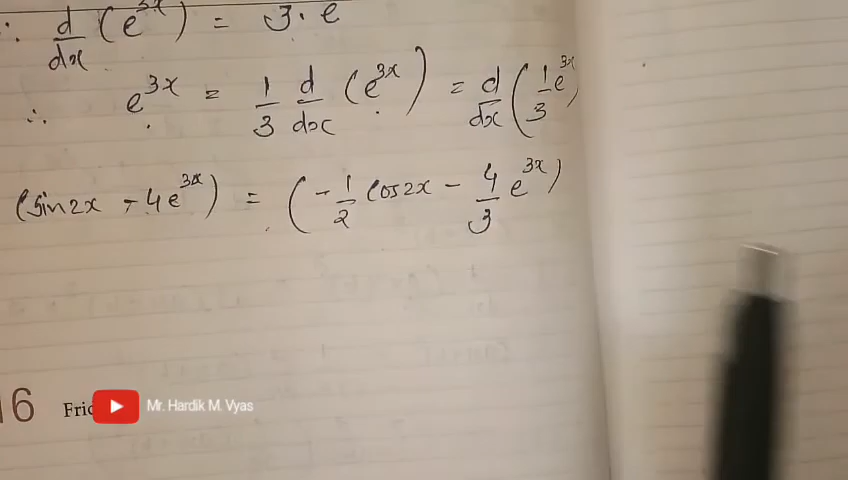 ∴ d/dx (e^3x) = 3 · e
∴ e^3x = 1/3 d/dx (e^3x) = d/dx (1/3 e^3x)
(sin2x - 4e^3x) = (- 1/2 cos2x - 4/3 e^3x)
16 Fri
Mr. Hardik M. Vyas